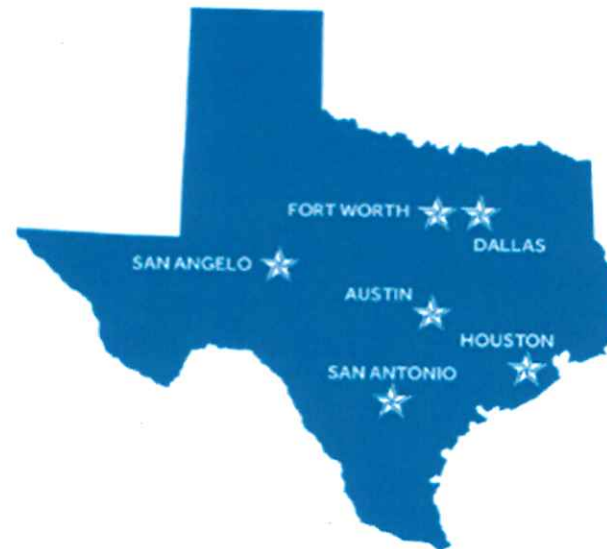 FORT WORTH
DALLAS
SAN ANGELO
AUSTIN
HOUSTON
SAN ANTONIO